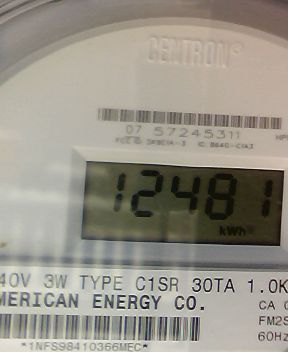 CENTRON®
07 57245311
12481
kWh
40V 3W TYPE C1SR 30TA 1.0K
MERICAN ENERGY CO.
CA
FM2S
60Hz
*1NFS98410366MEC*